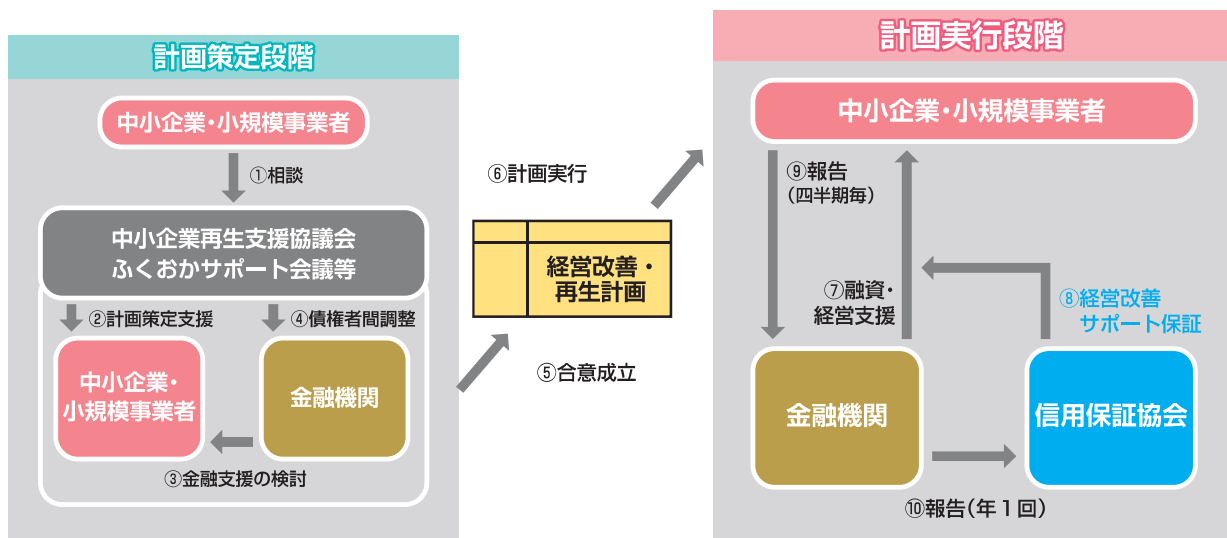 計画策定段階
中小企業・小規模事業者
①相談
中小企業再生支援協議会
ふくおかサポート会議等
②計画策定支援
④債権者間調整
中小企業・
小規模事業者
金融機関
③金融支援の検討
⑤合意成立
経営改善・
再生計画
⑥計画実行
計画実行段階
中小企業・小規模事業者
⑨報告
(四半期毎)
⑦融資・
経営支援
⑧経営改善
サポート保証
金融機関
信用保証協会
⑩報告(年1回)